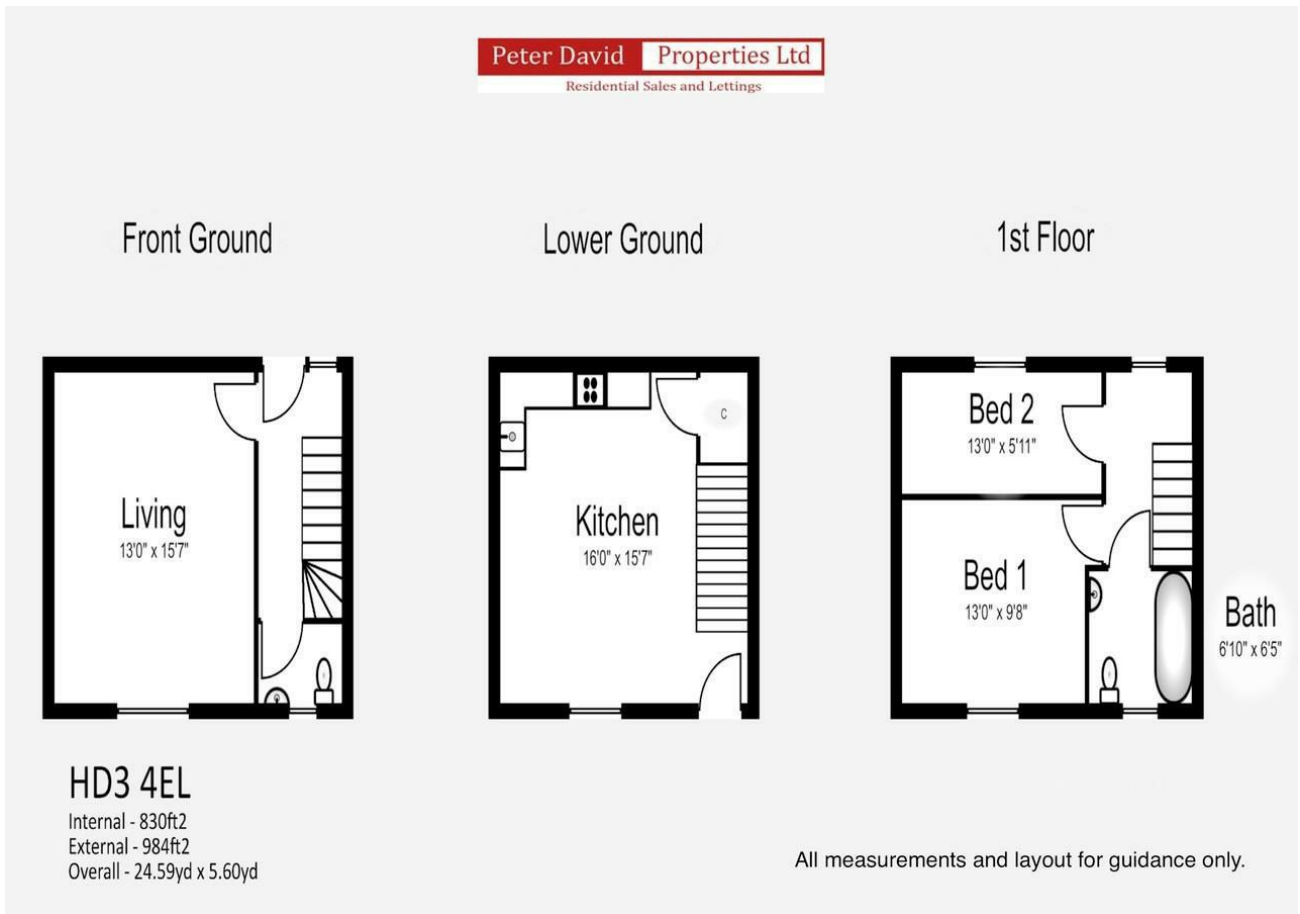 Peter David Properties Ltd
Residential Sales and Lettings
Front Ground
Lower Ground
1st Floor
Living
13'0" x 15'7"
C
Kitchen
16'0" x 15'7"
Bed 2
13'0" x 5'11"
Bed 1
13'0" x 9'8"
Bath
6'10" x 6'5"
HD3 4EL
Internal - 830ft2
External - 984ft2
Overall - 24.59yd x 5.60yd
All measurements and layout for guidance only.